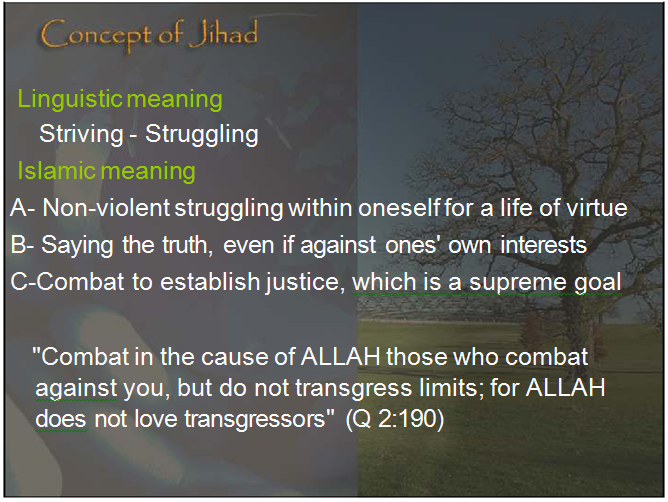 Concept of Jihad
Linguistic meaning
Striving - Struggling
Islamic meaning
A- Non-violent struggling within oneself for a life of virtue
B- Saying the truth, even if against ones' own interests
C-Combat to establish justice, which is a supreme goal
"Combat in the cause of ALLAH those who combat
against you, but do not transgress limits; for ALLAH
does not love transgressors" (Q 2:190)